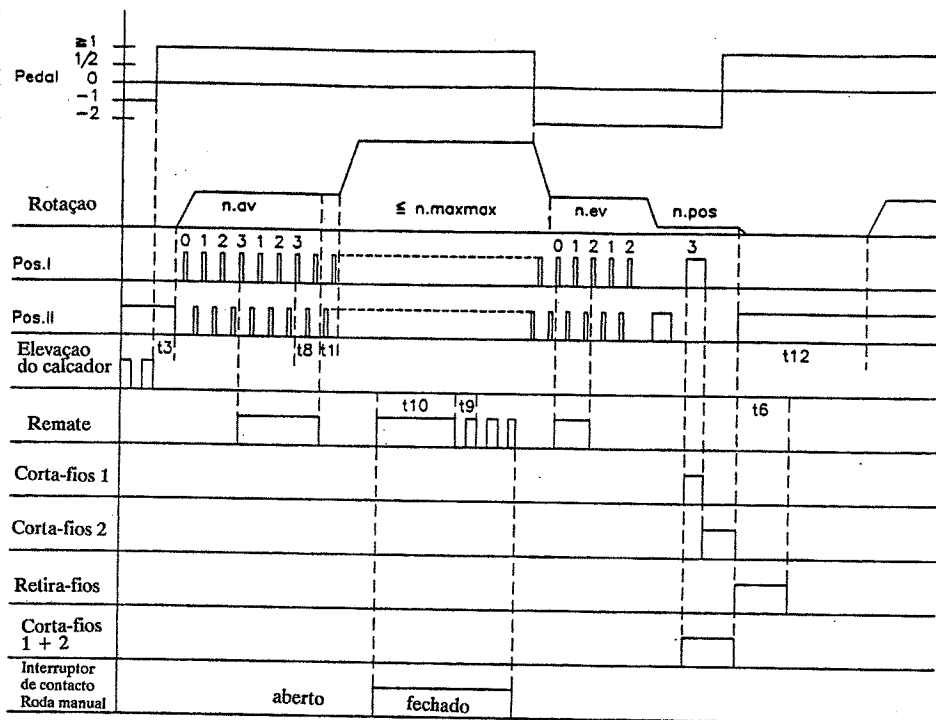 ≧1
1/2
Pedal 0
-1
-2
Rotaçao n.av ≦ n.maxmax n.ev n.pos
0 1 2 3 1 2 3 0 1 2 1 2 3
Pos.I
Pos.II
Elevaçao
do calcador
t3 t8 t11 t12
Remate t10 t9 t6
Corta-fios 1
Corta-fios 2
Retira-fios
Corta-fios
1 + 2
Interruptor
de contacto
Roda manual
aberto fechado